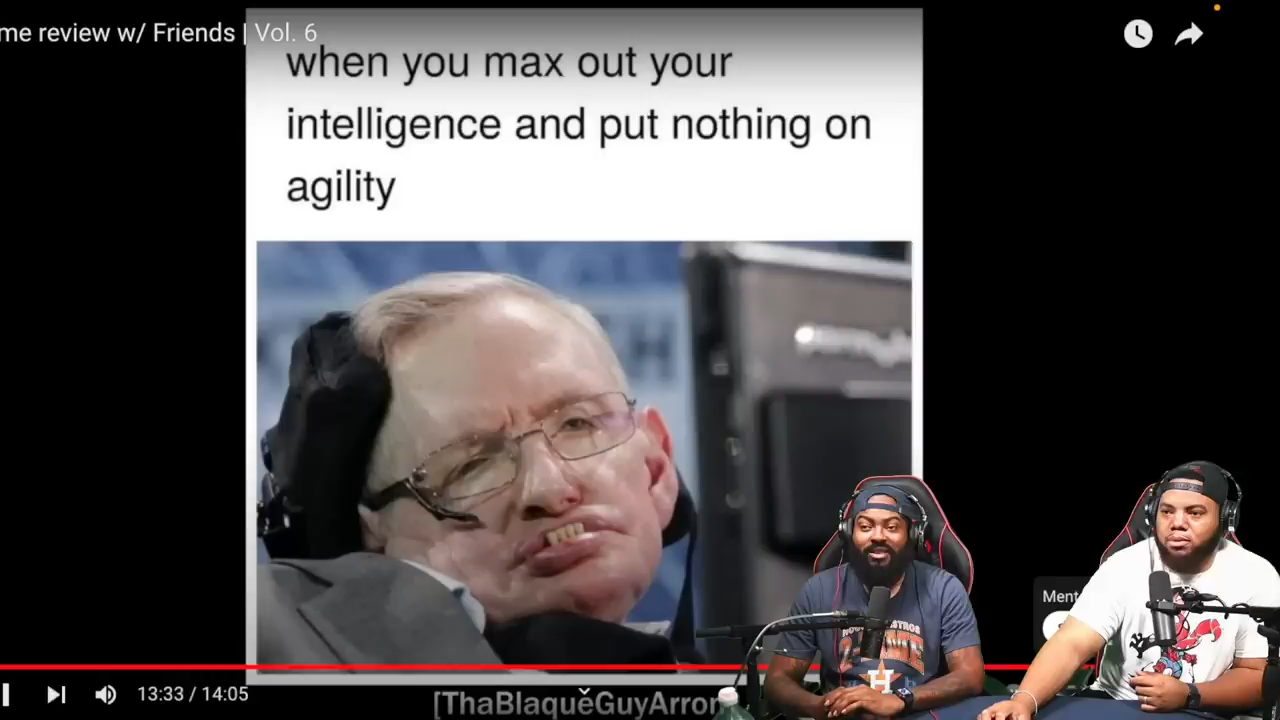 me review w/ Friends | Vol. 6
when you max out your
intelligence and put nothing on
agility
Ment
13:33 / 14:05
[ThaBlaqueGuyArron